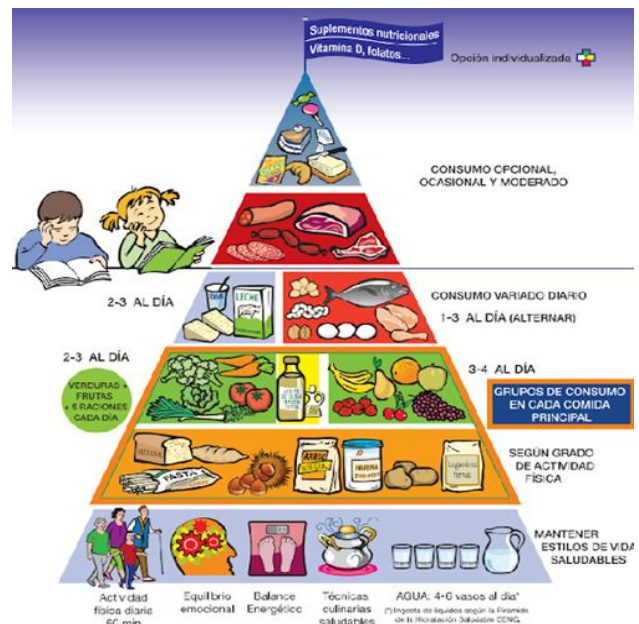 Suplementos nutricionales
Vitamina D, folatos...
Opción individualizada
CONSUMO OPCIONAL,
OCASIONAL Y MODERADO
2-3 AL DÍA
LECHE
CONSUMO VARIADO DIARIO
1-3 AL DÍA (ALTERNAR)
2-3 AL DÍA
VERDURAS +
FRUTAS
+ 5 RACIONES
CADA DÍA
3-4 AL DÍA
GRUPOS DE CONSUMO
EN CADA COMIDA
PRINCIPAL
INTEGRAL
PASTA
ARROZ
HARINA
SEGÚN GRADO
DE ACTIVIDAD
FÍSICA
MANTENER
ESTILOS DE VIDA
SALUDABLES
Actividad
física diaria
60 min
Equilibrio
emocional
Balance
Energético
Técnicas
culinarias
saludables
AGUA: 4-6 vasos al día*
(*) Ingesta de líquidos según la Pirámide
de la Hidratación Saludable SENC.